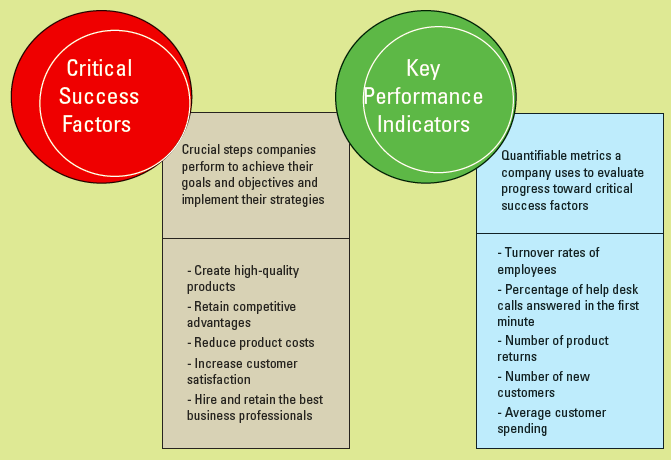 Critical
Success
Factors
Crucial steps companies
perform to achieve their
goals and objectives and
implement their strategies
- Create high-quality
products
- Retain competitive
advantages
- Reduce product costs
- Increase customer
satisfaction
- Hire and retain the best
business professionals
Key
Performance
Indicators
Quantifiable metrics a
company uses to evaluate
progress toward critical
success factors
- Turnover rates of
employees
- Percentage of help desk
calls answered in the first
minute
- Number of product
returns
- Number of new
customers
- Average customer
spending